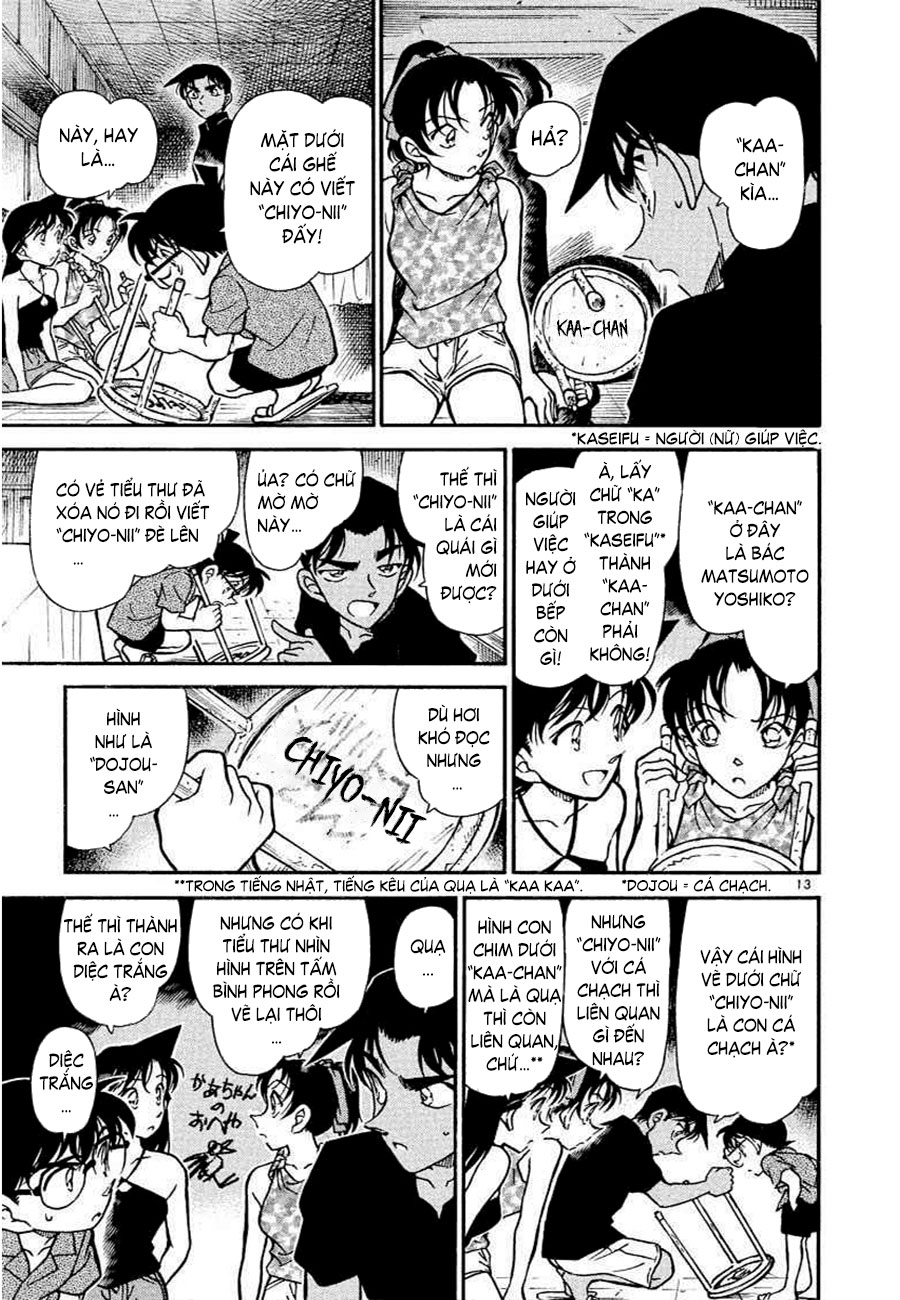 "KAA-
CHAN"
KÌA...
HẢ?
KAA-CHAN
MẶT DƯỚI
CÁI GHẾ
NÀY CÓ VIẾT
"CHIYO-NII"
ĐẤY!
NÀY, HAY
LÀ...
*KASEIFU = NGƯỜI (NỮ) GIÚP VIỆC.
"KAA-CHAN"
Ở ĐÂY
LÀ BÁC
MATSUMOTO
YOSHIKO?
À, LẤY
CHỮ "KA"
TRONG
"KASEIFU"*
THÀNH
"KAA-
CHAN"
PHẢI
KHÔNG!
NGƯỜI
GIÚP
VIỆC
HAY Ở
DƯỚI
BẾP
CÒN
GÌ!
THẾ THÌ
"CHIYO-NII"
LÀ CÁI
QUÁI GÌ
MỚI
ĐƯỢC?
ỦA? CÓ CHỮ
MỜ MỜ
NÀY...
CÓ VẺ TIỂU THƯ ĐÃ
XÓA NÓ ĐI RỒI VIẾT
"CHIYO-NII" ĐÈ LÊN
...
DÙ HƠI
KHÓ ĐỌC
NHƯNG
...
CHIYO-NII
HÌNH
NHƯ LÀ
"DOJOU-
SAN"
...
**TRONG TIẾNG NHẬT, TIẾNG KÊU CỦA QUẠ LÀ "KAA KAA".
*DOJOU = CÁ CHẠCH.
13
VẬY CÁI HÌNH
VẼ DƯỚI CHỮ
"CHIYO-NII"
LÀ CON CÁ
CHẠCH À?*
NHƯNG
"CHIYO-NII"
VỚI CÁ
CHẠCH THÌ
LIÊN QUAN
GÌ ĐẾN
NHAU?
HÌNH CON
CHIM DƯỚI
"KAA-CHAN"
MÀ LÀ QUẠ
THÌ CÒN
LIÊN QUAN,
CHỨ...**
QUẠ
...
NHƯNG CÓ KHI
TIỂU THƯ NHÌN
HÌNH TRÊN TẤM
BÌNH PHONG RỒI
VẼ LẠI THÔI
...
THẾ THÌ THÀNH
RA LÀ CON
DIỆC TRẮNG
À?
かあちゃん
の
おへや
DIỆC
TRẮNG
...